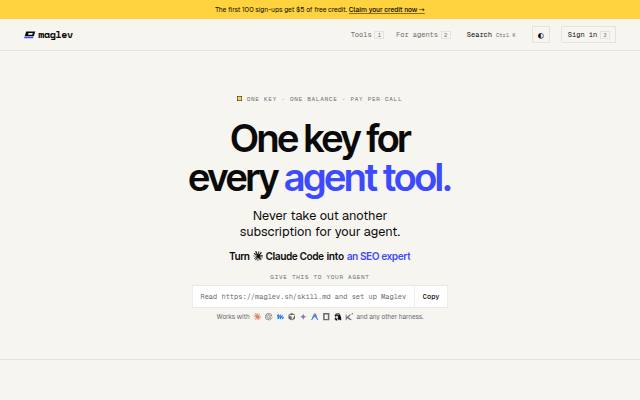 The first 100 sign-ups get $5 of free credit. Claim your credit now →
maglev
Tools 1 For agents 2 Search Ctrl K Sign in 3
ONE KEY · ONE BALANCE · PAY PER CALL
One key for
every agent tool.
Never take out another
subscription for your agent.
Turn Claude Code into an SEO expert
GIVE THIS TO YOUR AGENT
Read https://maglev.sh/skill.md and set up Maglev Copy
Works with and any other harness.